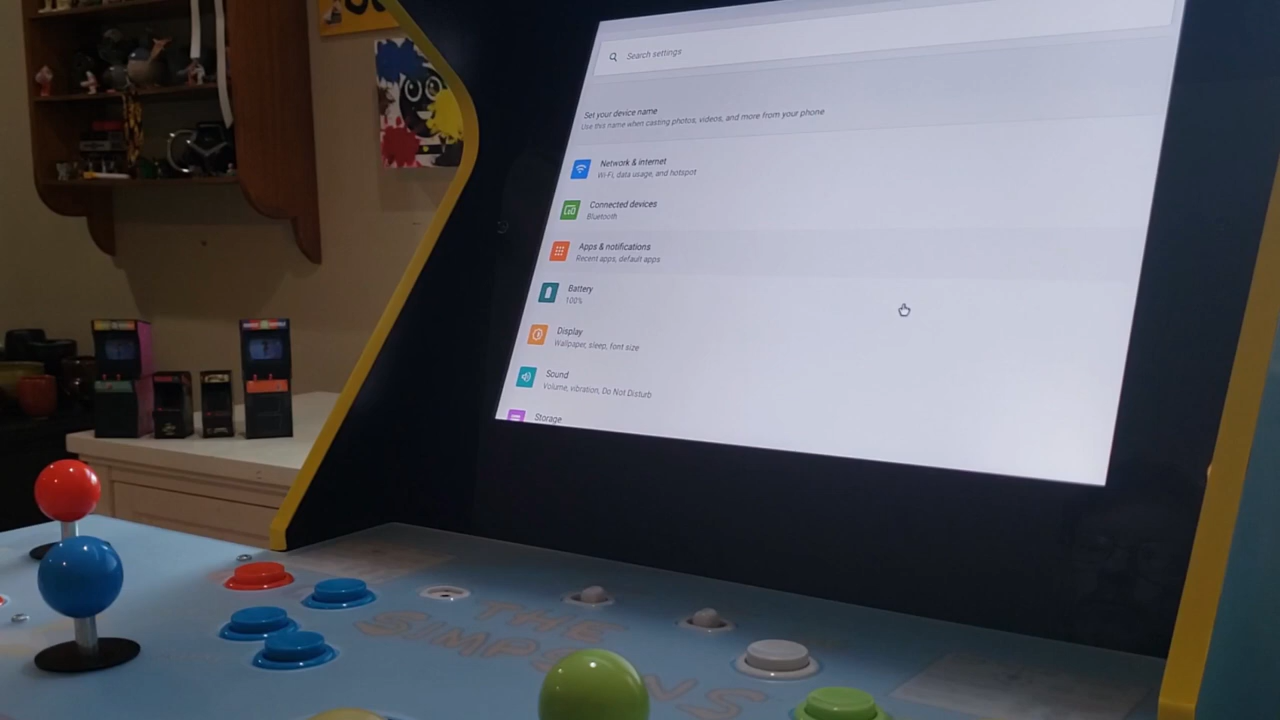 Search settings
Set your device name
Use this name when casting photos, videos, and more from your phone
Network & internet
Wi-Fi, data usage, and hotspot
Connected devices
Bluetooth
Apps & notifications
Recent apps, default apps
Battery
100%
Display
Wallpaper, sleep, font size
Sound
Volume, vibration, Do Not Disturb
Storage
THE
SIMPSONS